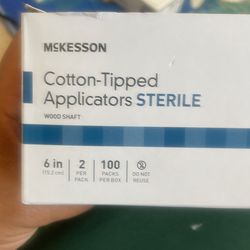 McKESSON
Cotton-Tipped
Applicators STERILE
WOOD SHAFT
6 in 2 100
(15.2 cm) PER PACKS DO NOT
PACK PER BOX REUSE